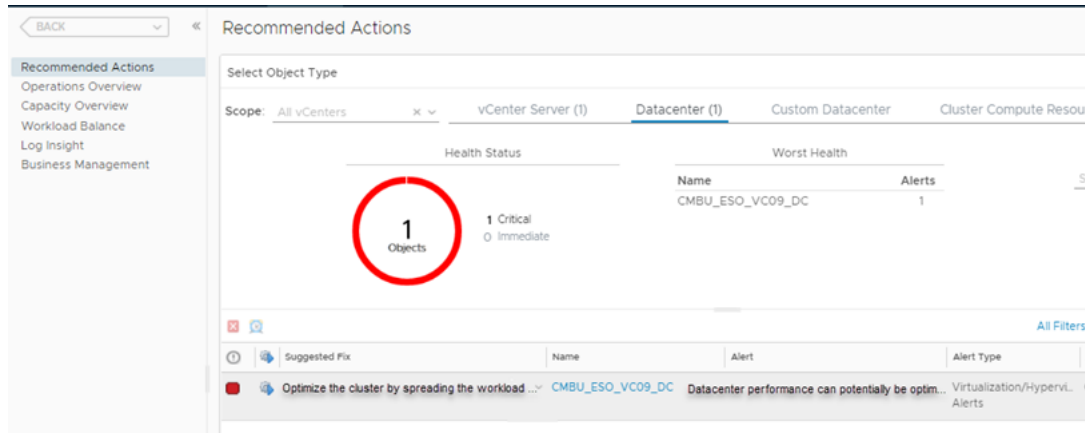 BACK
Recommended Actions
Operations Overview
Capacity Overview
Workload Balance
Log Insight
Business Management
Recommended Actions
Select Object Type
Scope: All vCenters
vCenter Server (1) Datacenter (1) Custom Datacenter Cluster Compute Resou
Health Status
1
Objects
1 Critical
0 Immediate
Worst Health
Name Alerts
CMBU_ESO_VC09_DC 1
S
All Filters
Suggested Fix Name Alert Alert Type
Optimize the cluster by spreading the workload ... CMBU_ESO_VC09_DC Datacenter performance can potentially be optim... Virtualization/Hypervi...
Alerts